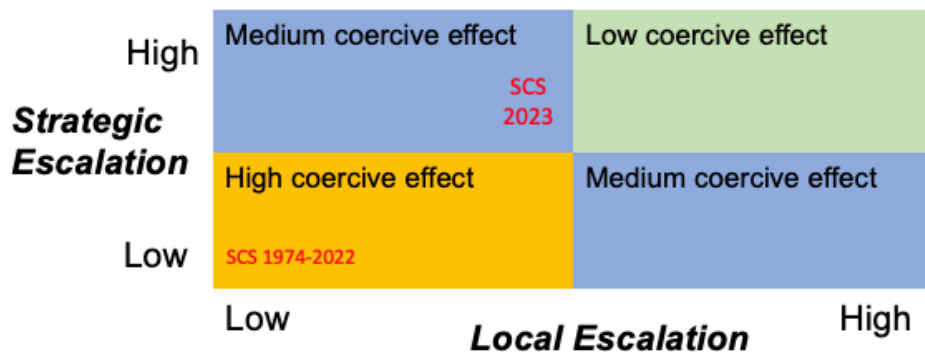 High
Medium coercive effect
Low coercive effect
SCS
2023
Strategic
Escalation
High coercive effect
Medium coercive effect
Low
SCS 1974-2022
Low
High
Local Escalation